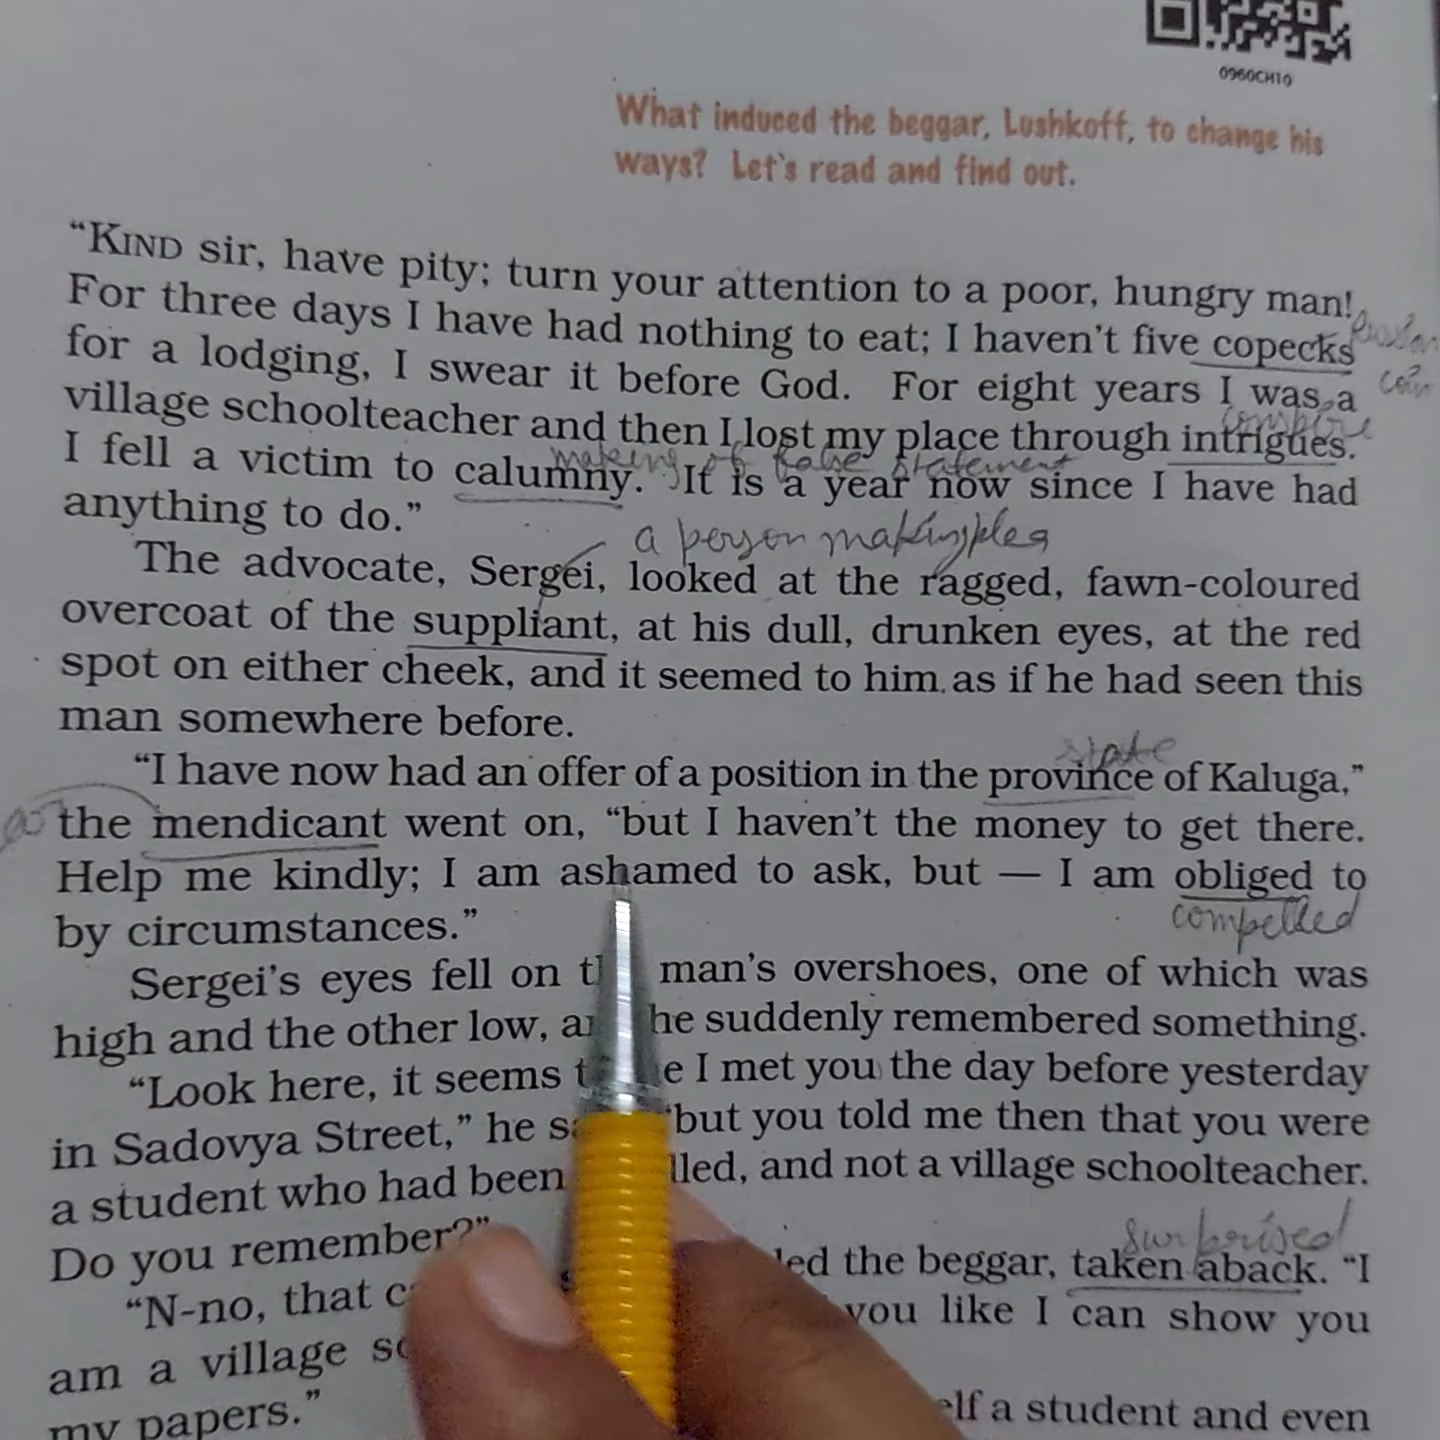 0960CH10
What induced the beggar, Lushkoff, to change his
ways? Let's read and find out.
“KIND sir, have pity; turn your attention to a poor, hungry man!
For three days I have had nothing to eat; I haven’t five copecks
coin
for a lodging, I swear it before God. For eight years I was a
village schoolteacher and then I lost my place through intrigues.
making of false statement
I fell a victim to calumny. It is a year now since I have had
anything to do.”
a person making plea
The advocate, Sergei, looked at the ragged, fawn-coloured
overcoat of the suppliant, at his dull, drunken eyes, at the red
spot on either cheek, and it seemed to him as if he had seen this
man somewhere before.
state
“I have now had an offer of a position in the province of Kaluga,”
the mendicant went on, “but I haven’t the money to get there.
Help me kindly; I am ashamed to ask, but — I am obliged to
compelled
by circumstances.”
Sergei’s eyes fell on man’s overshoes, one of which was
high and the other low, he suddenly remembered something.
“Look here, it seems I met you the day before yesterday
in Sadovya Street,” he “but you told me then that you were
a student who had been and not a village schoolteacher.
surprised
Do you remember?”
the beggar, taken aback. “I
“N-no, that you like I can show you
am a village
my papers.” a student and even